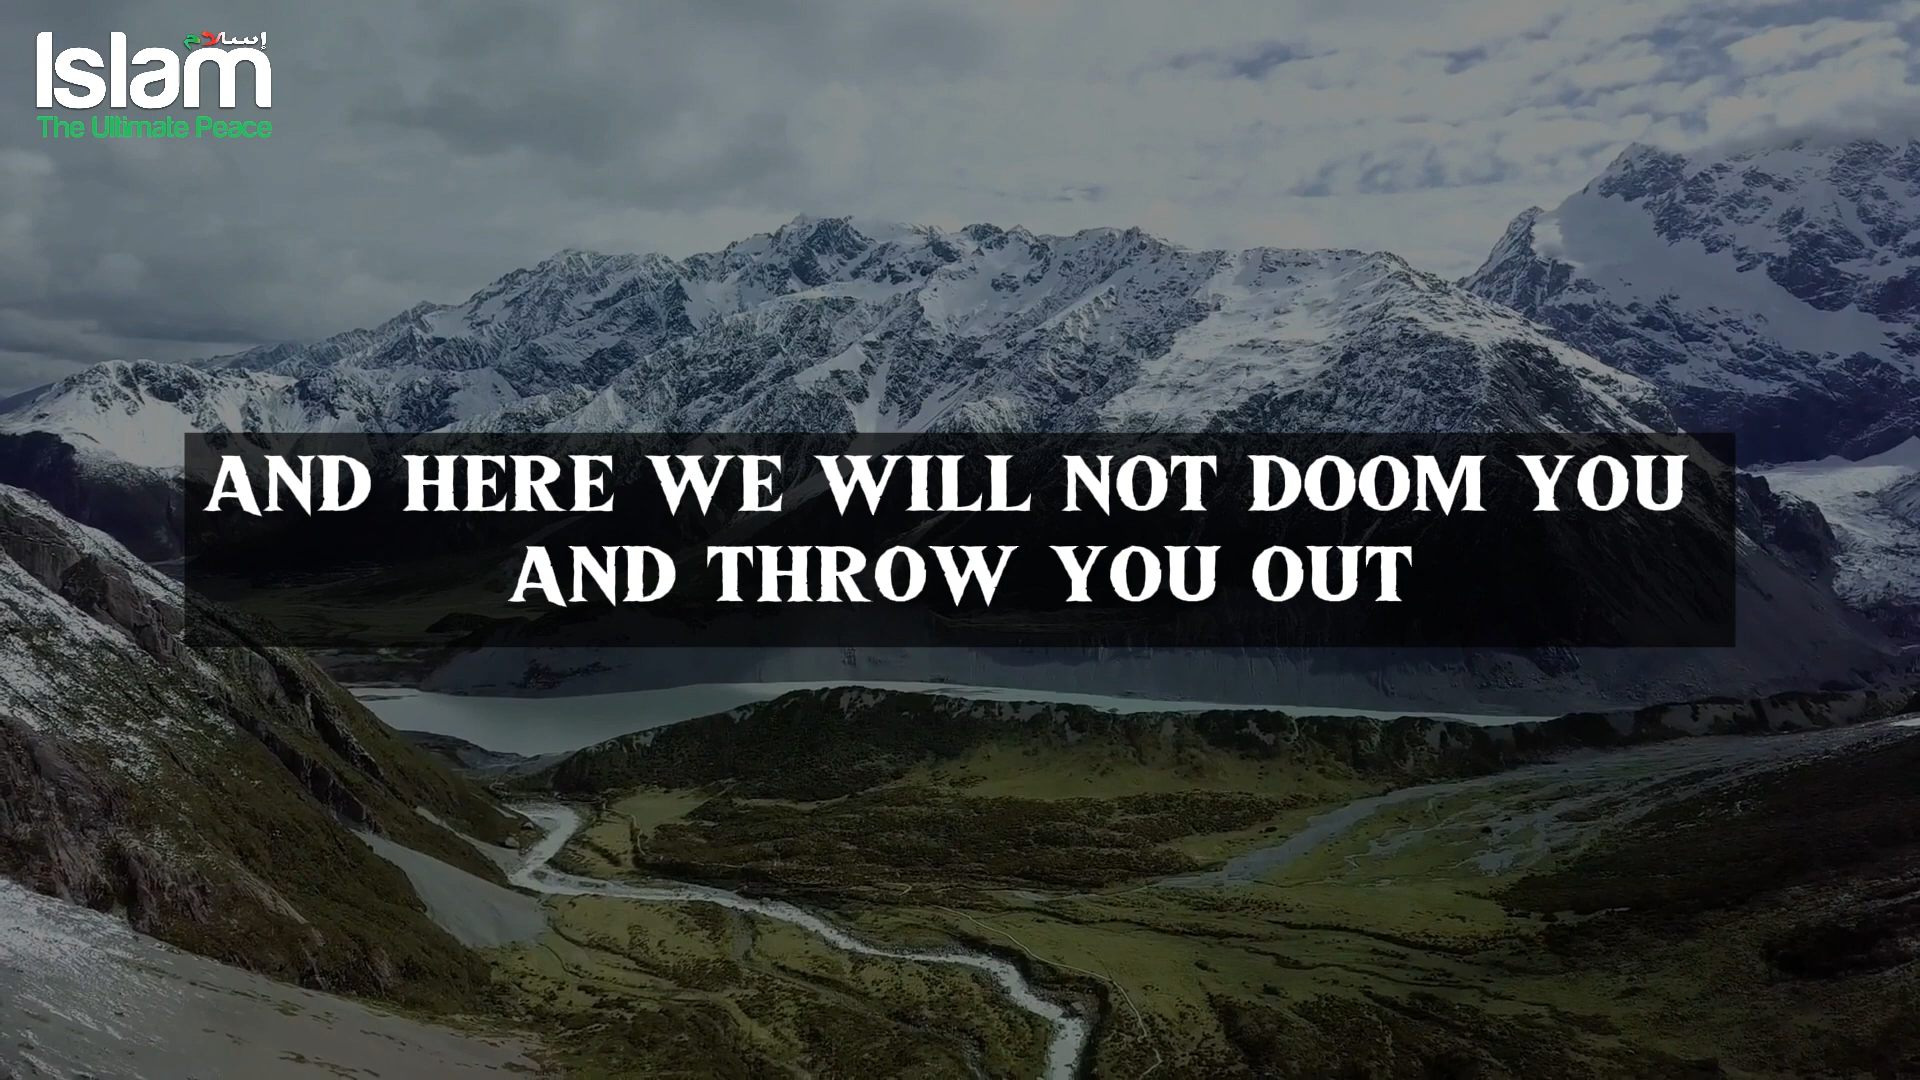 إسلام
Islam
The Ultimate Peace
AND HERE WE WILL NOT DOOM YOU
AND THROW YOU OUT